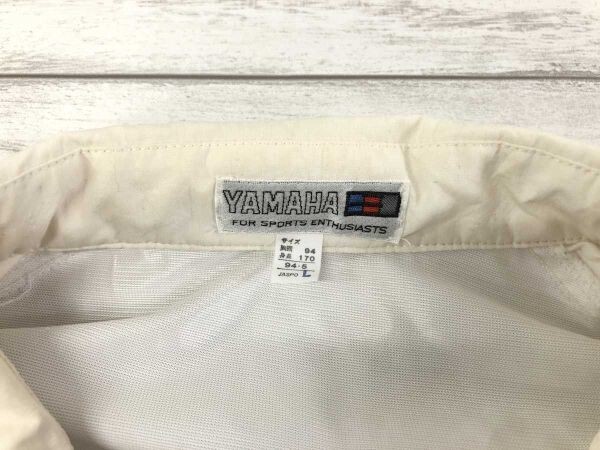 YAMAHA
FOR SPORTS ENTHUSIASTS
サイズ
胸囲 94
身長 170
94-5
JASPO L